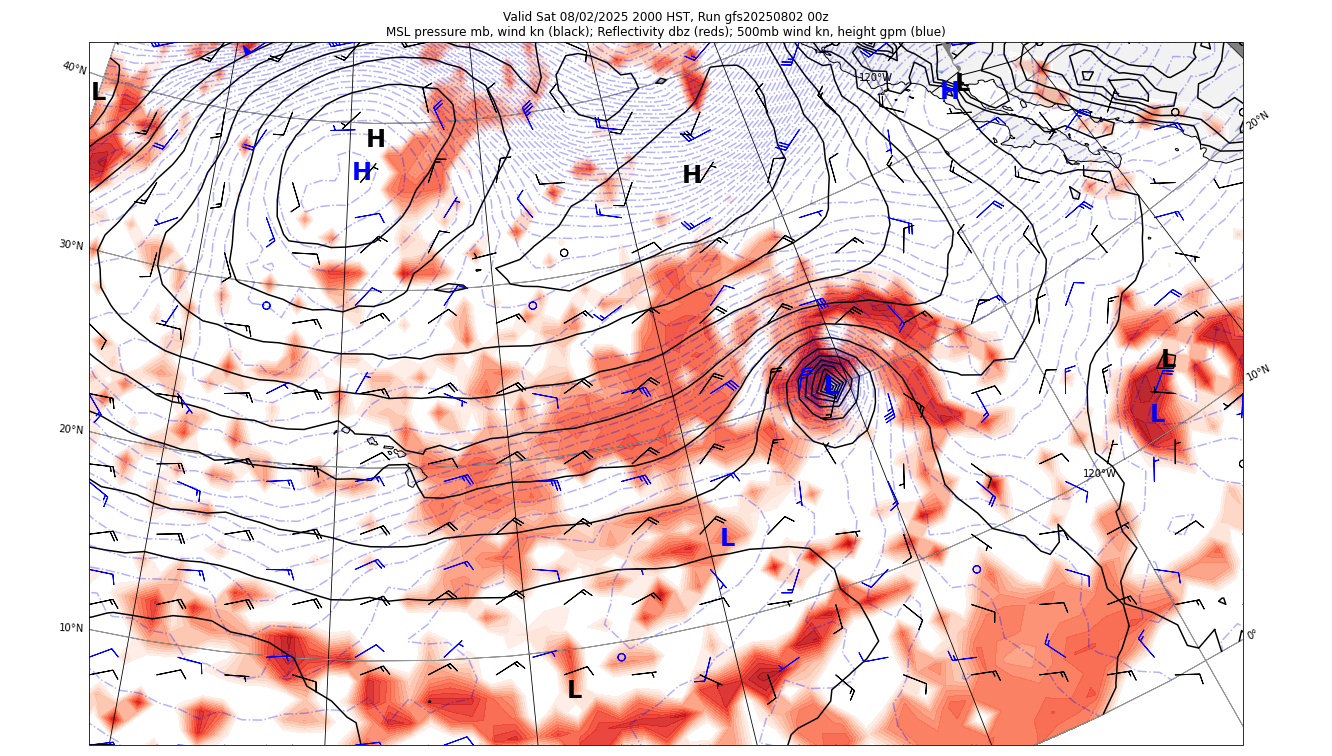 Valid Sat 08/02/2025 2000 HST, Run gfs20250802 00z
MSL pressure mb, wind kn (black); Reflectivity dbz (reds); 500mb wind kn, height gpm (blue)
40°N
120°W
20°N
L
H
L
H
H
H
30°N
L
L
10°N
L
20°N
120°W
L
10°N
0°
L